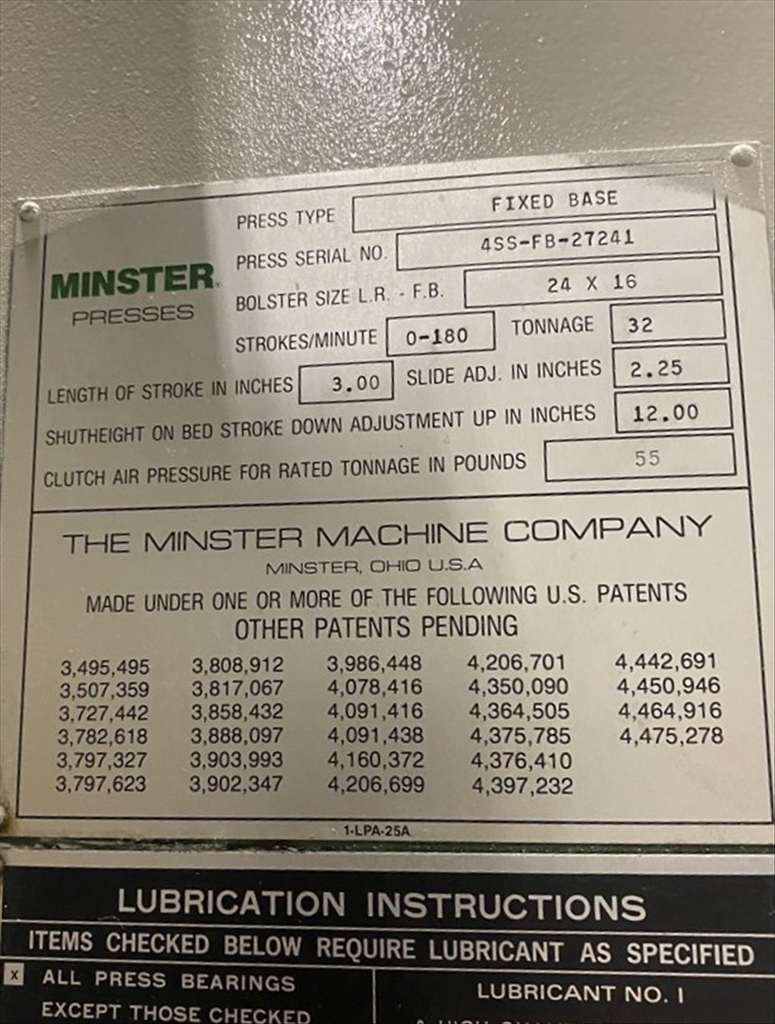 MINSTER®
PRESSES
PRESS TYPE FIXED BASE
PRESS SERIAL NO. 4SS-FB-27241
BOLSTER SIZE L.R. - F.B. 24 X 16
STROKES/MINUTE 0-180 TONNAGE 32
LENGTH OF STROKE IN INCHES 3.00 SLIDE ADJ. IN INCHES 2.25
SHUTHEIGHT ON BED STROKE DOWN ADJUSTMENT UP IN INCHES 12.00
CLUTCH AIR PRESSURE FOR RATED TONNAGE IN POUNDS 55
THE MINSTER MACHINE COMPANY
MINSTER, OHIO U.S.A
MADE UNDER ONE OR MORE OF THE FOLLOWING U.S. PATENTS
OTHER PATENTS PENDING
3,495,495 3,808,912 3,986,448 4,206,701 4,442,691
3,507,359 3,817,067 4,078,416 4,350,090 4,450,946
3,727,442 3,858,432 4,091,416 4,364,505 4,464,916
3,782,618 3,888,097 4,091,438 4,375,785 4,475,278
3,797,327 3,903,993 4,160,372 4,376,410
3,797,623 3,902,347 4,206,699 4,397,232
1-LPA-25A
LUBRICATION INSTRUCTIONS
ITEMS CHECKED BELOW REQUIRE LUBRICANT AS SPECIFIED
X ALL PRESS BEARINGS
EXCEPT THOSE CHECKED
LUBRICANT NO. I